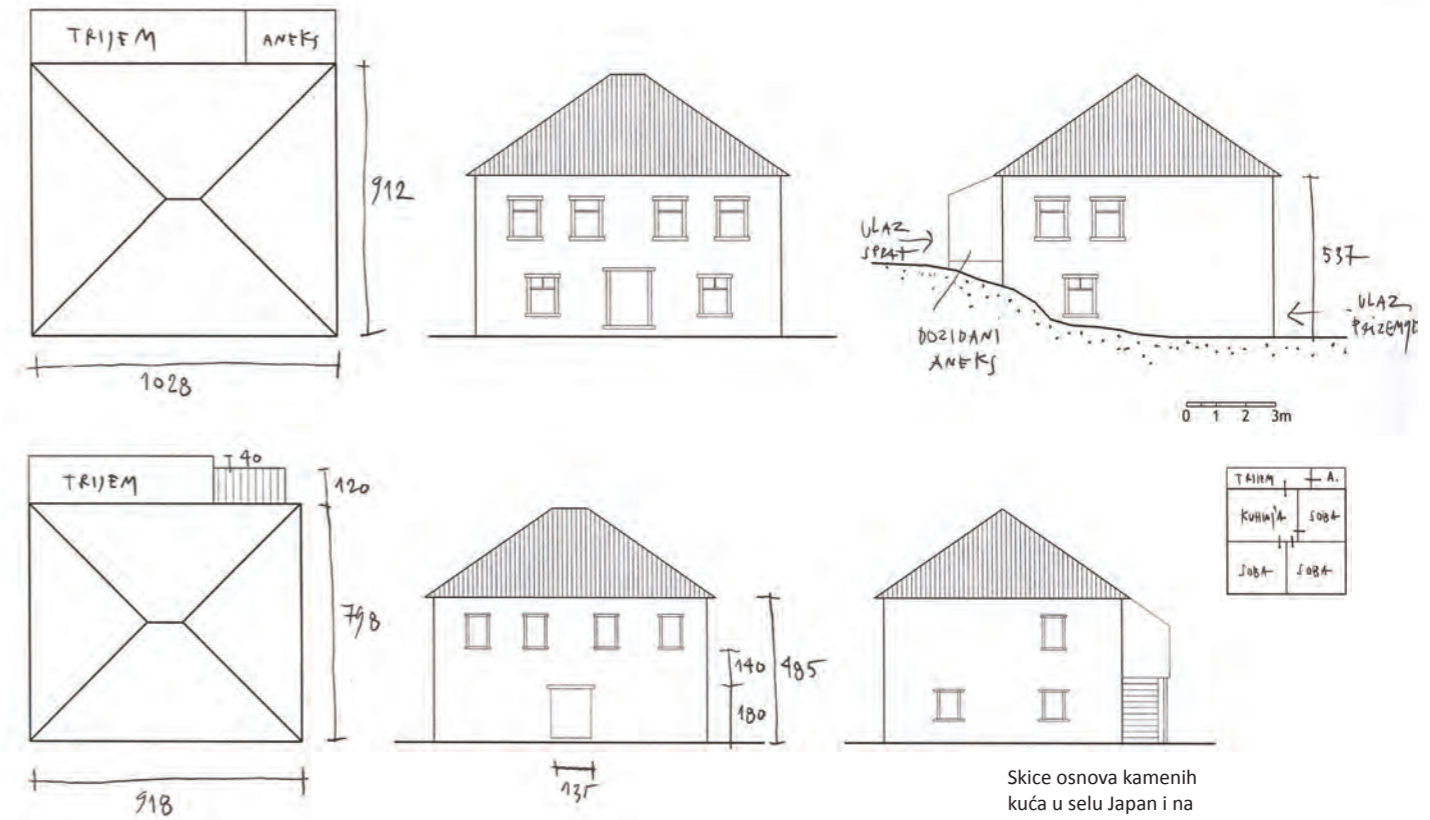 TRIJEM
ANEKS
912
1028
ULAZ
SPRAT
DOZIDANI
ANEKS
537
ULAZ
PRIZEMJE
0 1 2 3m
TRIJEM
40
120
798
918
140
180
485
135
TRIJEM A.
KUHINJA SOBA
SOBA SOBA
Skice osnova kamenih
kuća u selu Japan i na